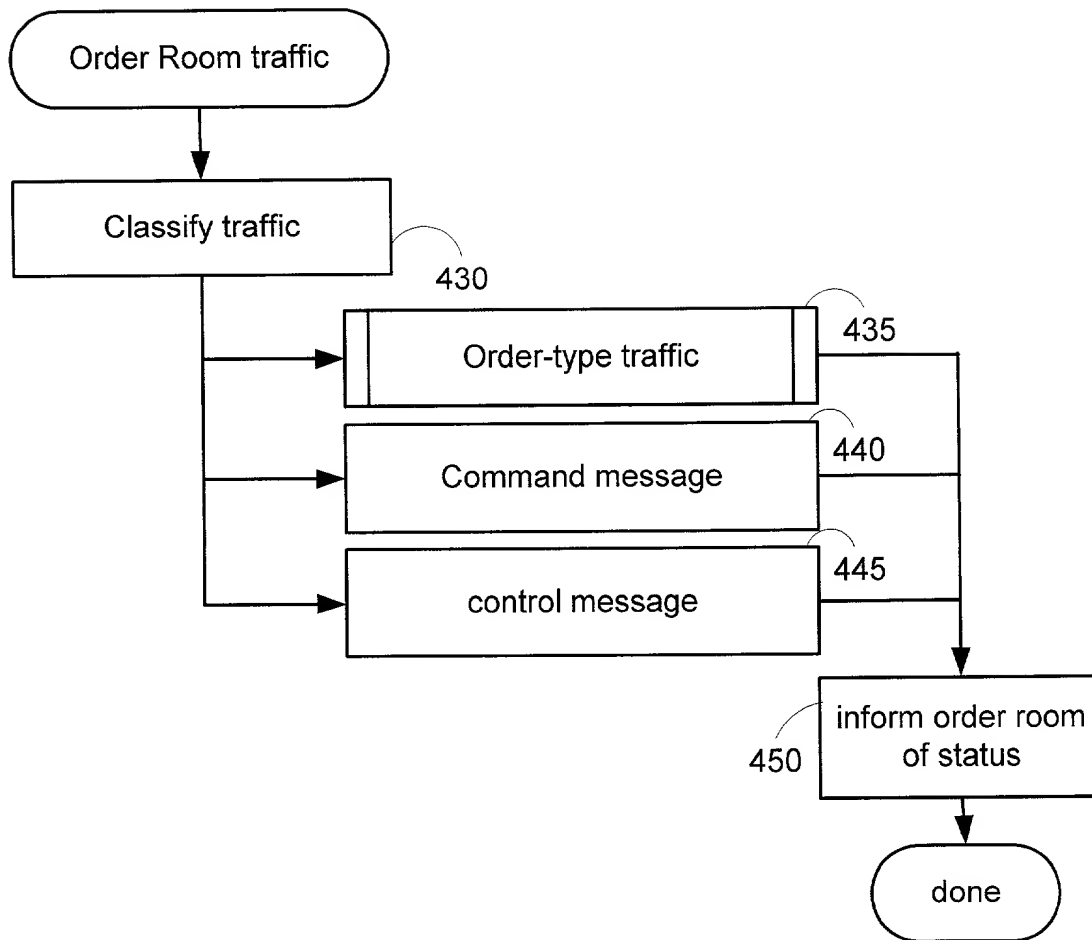 Order Room traffic
Classify traffic
430
Order-type traffic
435
Command message
440
control message
445
inform order room
of status
450
done